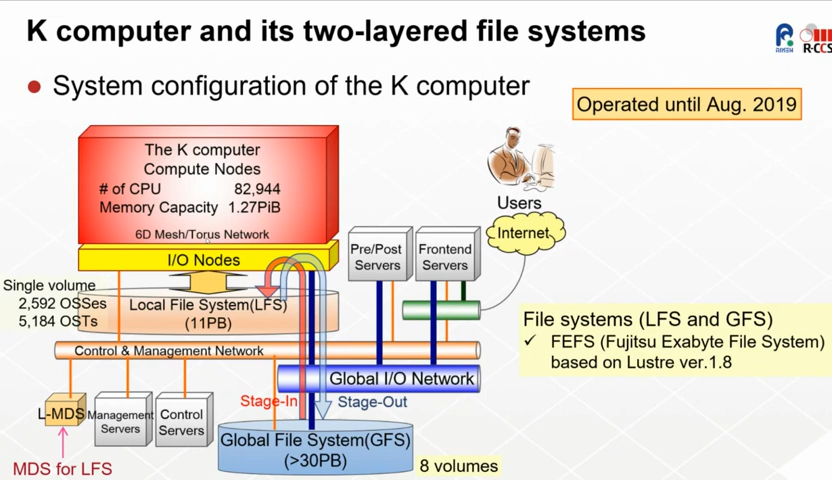 K computer and its two-layered file systems
RIKEN
R-CCS
● System configuration of the K computer
Operated until Aug. 2019
The K computer
Compute Nodes
# of CPU 82,944
Memory Capacity 1.27PiB
6D Mesh/Torus Network
I/O Nodes
Users
Internet
Pre/Post
Servers
Frontend
Servers
Single volume
2,592 OSSes
5,184 OSTs
Local File System(LFS)
(11PB)
File systems (LFS and GFS)
✓ FEFS (Fujitsu Exabyte File System)
based on Lustre ver.1.8
Control & Management Network
Global I/O Network
Stage-In
Stage-Out
L-MDS
Management
Servers
Control
Servers
Global File System(GFS)
(>30PB)
8 volumes
MDS for LFS